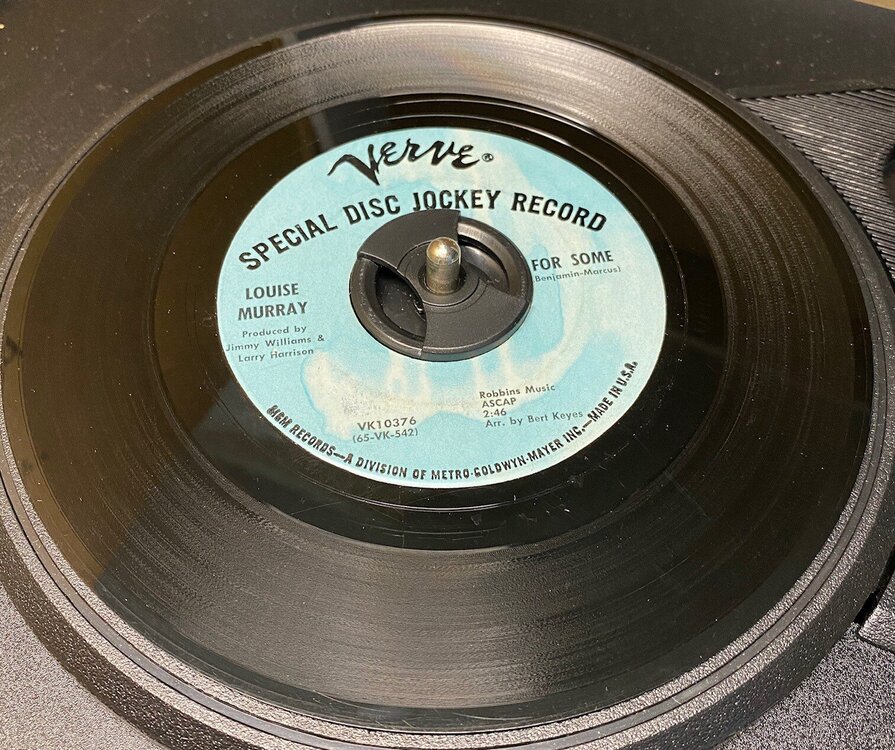 Verve®
SPECIAL DISC JOCKEY RECORD
LOUISE
MURRAY
Produced by
Jimmy Williams &
Larry Harrison
FOR SOME
Benjamin-Marcus)
VK10376
(65-VK-542)
Robbins Music
ASCAP
2:46
Arr. by Bert Keyes
MGM RECORDS—A DIVISION OF METRO-GOLDWYN-MAYER INC.—MADE IN U.S.A.